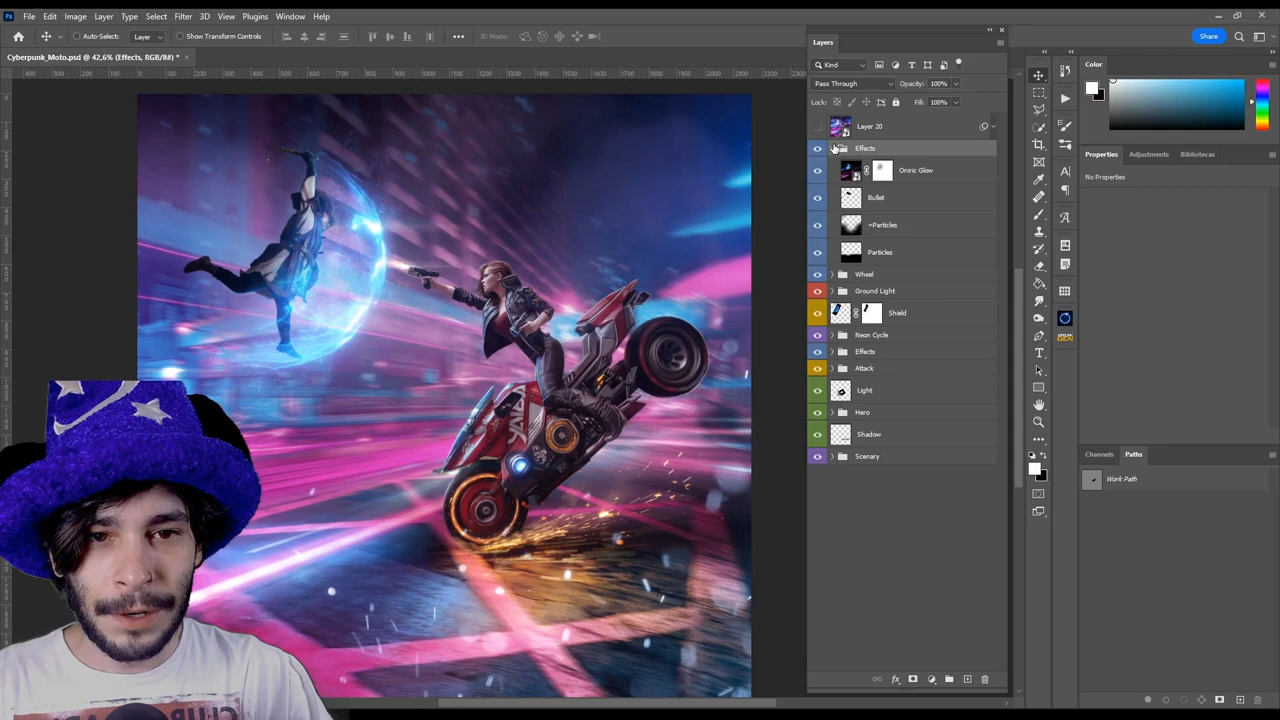 Ps File Edit Image Layer Type Select Filter 3D View Plugins Window Help
Auto-Select: Layer Show Transform Controls 3D Mode: Share
Cyberpunk_Moto.psd @ 42,6% (Effects, RGB/8#) *
Layers
Kind
Pass Through Opacity: 100%
Lock: Fill: 100%
Layer 20
Effects
Oniric Glow
Bullet
+Particles
Particles
Wheel
Ground Light
Shield
Neon Cycle
Effects
Attack
Light
Hero
Shadow
Scenary
Color
Properties Adjustments Bibliotecas
No Properties
Channels Paths
Work Path